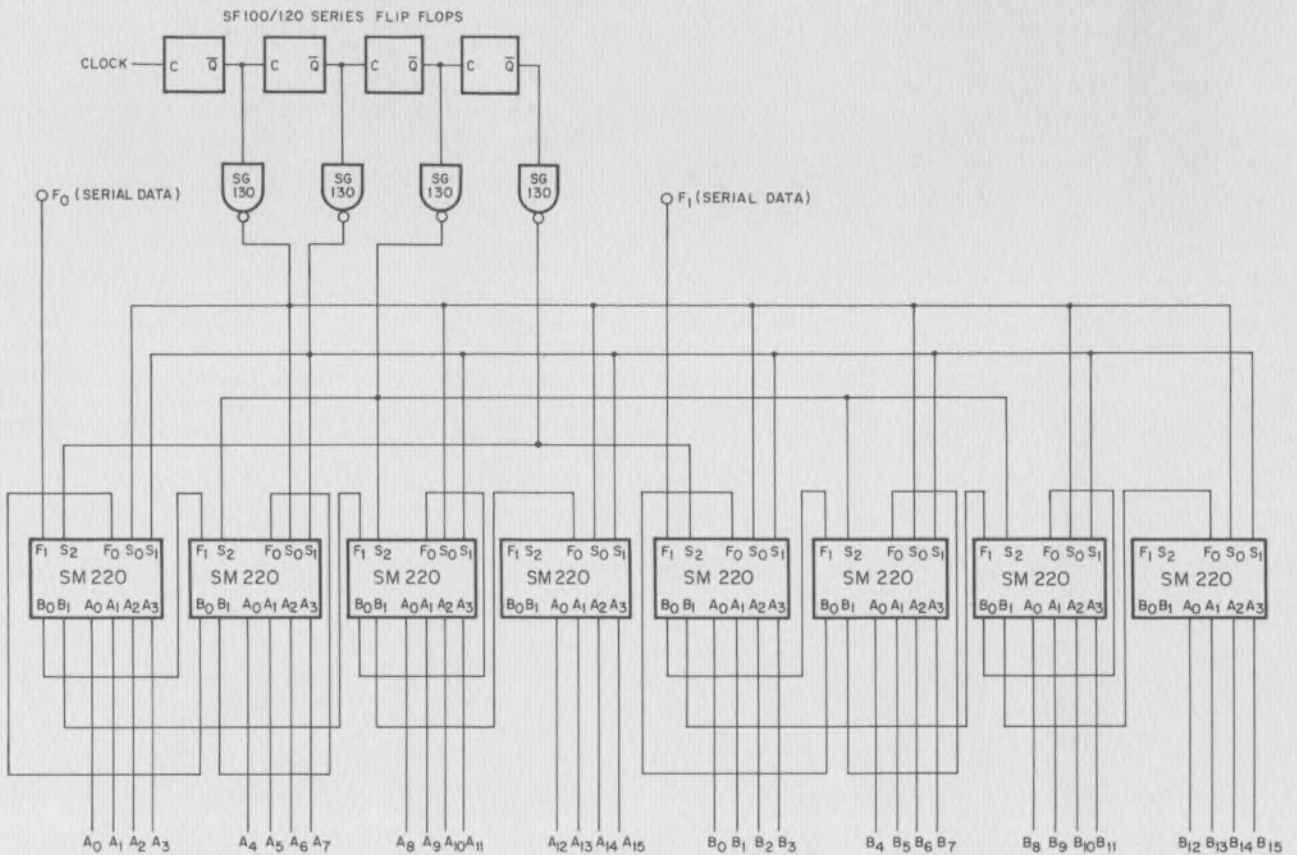 SF100/120 SERIES FLIP FLOPS
CLOCK C Q̅ C Q̅ C Q̅ C Q̅
SG 130 SG 130 SG 130 SG 130
F₀ (SERIAL DATA) F₁ (SERIAL DATA)
F₁ S₂ F₀ S₀ S₁ F₁ S₂ F₀ S₀ S₁ F₁ S₂ F₀ S₀ S₁ S₂ F₀ S₀ S₁ F₁ S₂ F₀ S₀ S₁ F₁ S₂ F₀ S₀ S₁ F₁ S₂ F₀ S₀ S₁ F₁ S₂ F₀ S₀ S₁
SM 220 SM 220 SM 220 SM 220 SM 220 SM 220 SM 220 SM 220
B₀ B₁ A₀ A₁ A₂ A₃ B₀ B₁ A₀ A₁ A₂ A₃ B₀ B₁ A₀ A₁ A₂ A₃ B₀ B₁ A₀ A₁ A₂ A₃ B₀ B₁ A₀ A₁ A₂ A₃ B₀ B₁ A₀ A₁ A₂ A₃ B₀ B₁ A₀ A₁ A₂ A₃ B₀ B₁ A₀ A₁ A₂ A₃
A₀ A₁ A₂ A₃ A₄ A₅ A₆ A₇ A₈ A₉ A₁₀ A₁₁ A₁₂ A₁₃ A₁₄ A₁₅ B₀ B₁ B₂ B₃ B₄ B₅ B₆ B₇ B₈ B₉ B₁₀ B₁₁ B₁₂ B₁₃ B₁₄ B₁₅